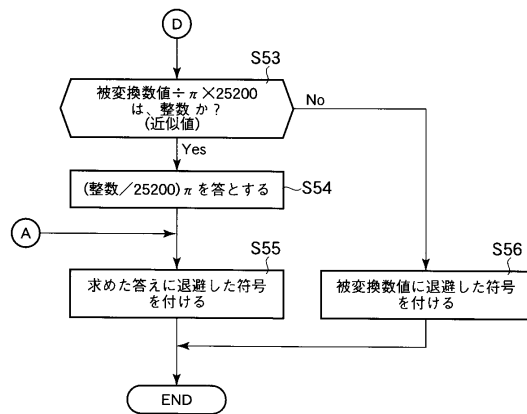 D
S53
被変換数値÷π×25200
は、整数か?
(近似値)
No
Yes
(整数/25200)πを答とする
S54
A
S55
求めた答えに退避した符号
を付ける
S56
被変換数値に退避した符号
を付ける
END